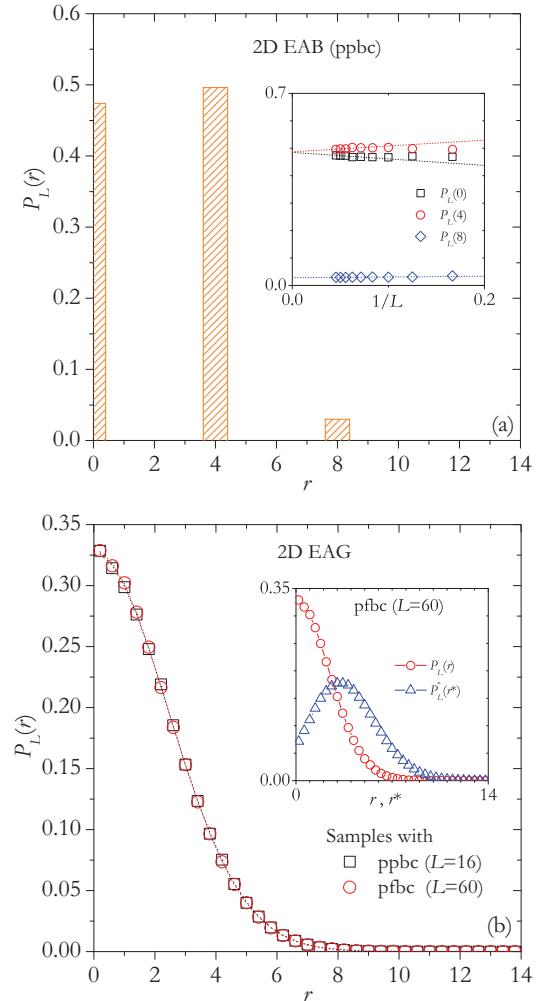 0.6
2D EAB (ppbc)
0.5
0.7
0.4
P_L(r)
0.3
P_L(0)
P_L(4)
P_L(8)
0.2
0.0
0.0
0.2
1/L
0.1
0.0
(a)
0 2 4 6 8 10 12 14
r
0.35
2D EAG
0.30
0.35
pfbc (L=60)
0.25
P_L(r)
P*_L(r*)
0.20
P_L(r)
0.15
0.00
0 14
r , r*
0.10
Samples with
ppbc (L=16)
0.05
pfbc (L=60)
(b)
0.00
0 2 4 6 8 10 12 14
r